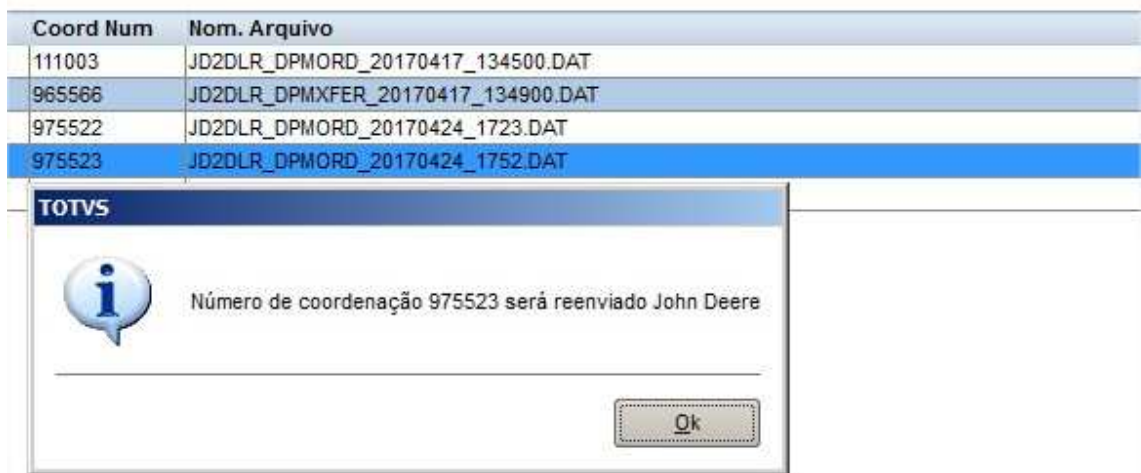 Coord Num Nom. Arquivo
111003 JD2DLR_DPMORD_20170417_134500.DAT
965566 JD2DLR_DPMXFER_20170417_134900.DAT
975522 JD2DLR_DPMORD_20170424_1723.DAT
975523 JD2DLR_DPMORD_20170424_1752.DAT
TOTVS
Número de coordenação 975523 será reenviado John Deere
Ok